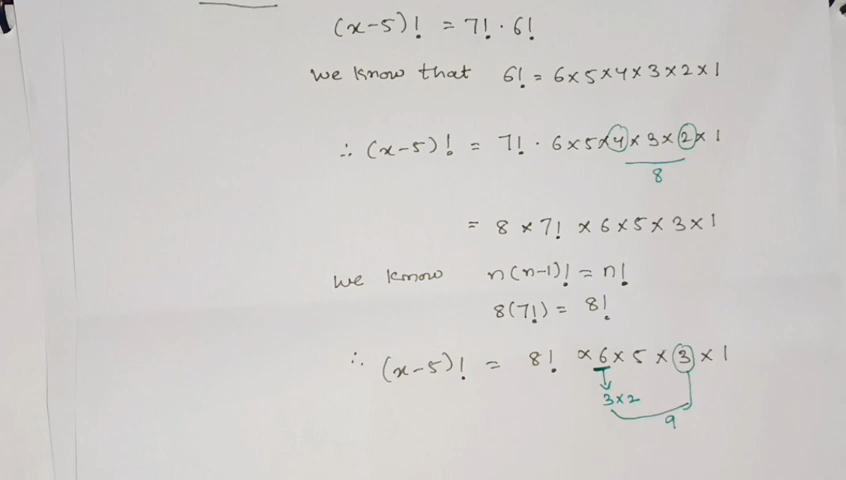 (x-5)! = 7! · 6!
we know that 6! = 6×5×4×3×2×1
∴ (x-5)! = 7! · 6×5×4×3×2×1
8
= 8 × 7! × 6×5×3×1
we know n(n-1)! = n!
8(7!) = 8!
∴ (x-5)! = 8! × 6×5×3×1
3×2
9